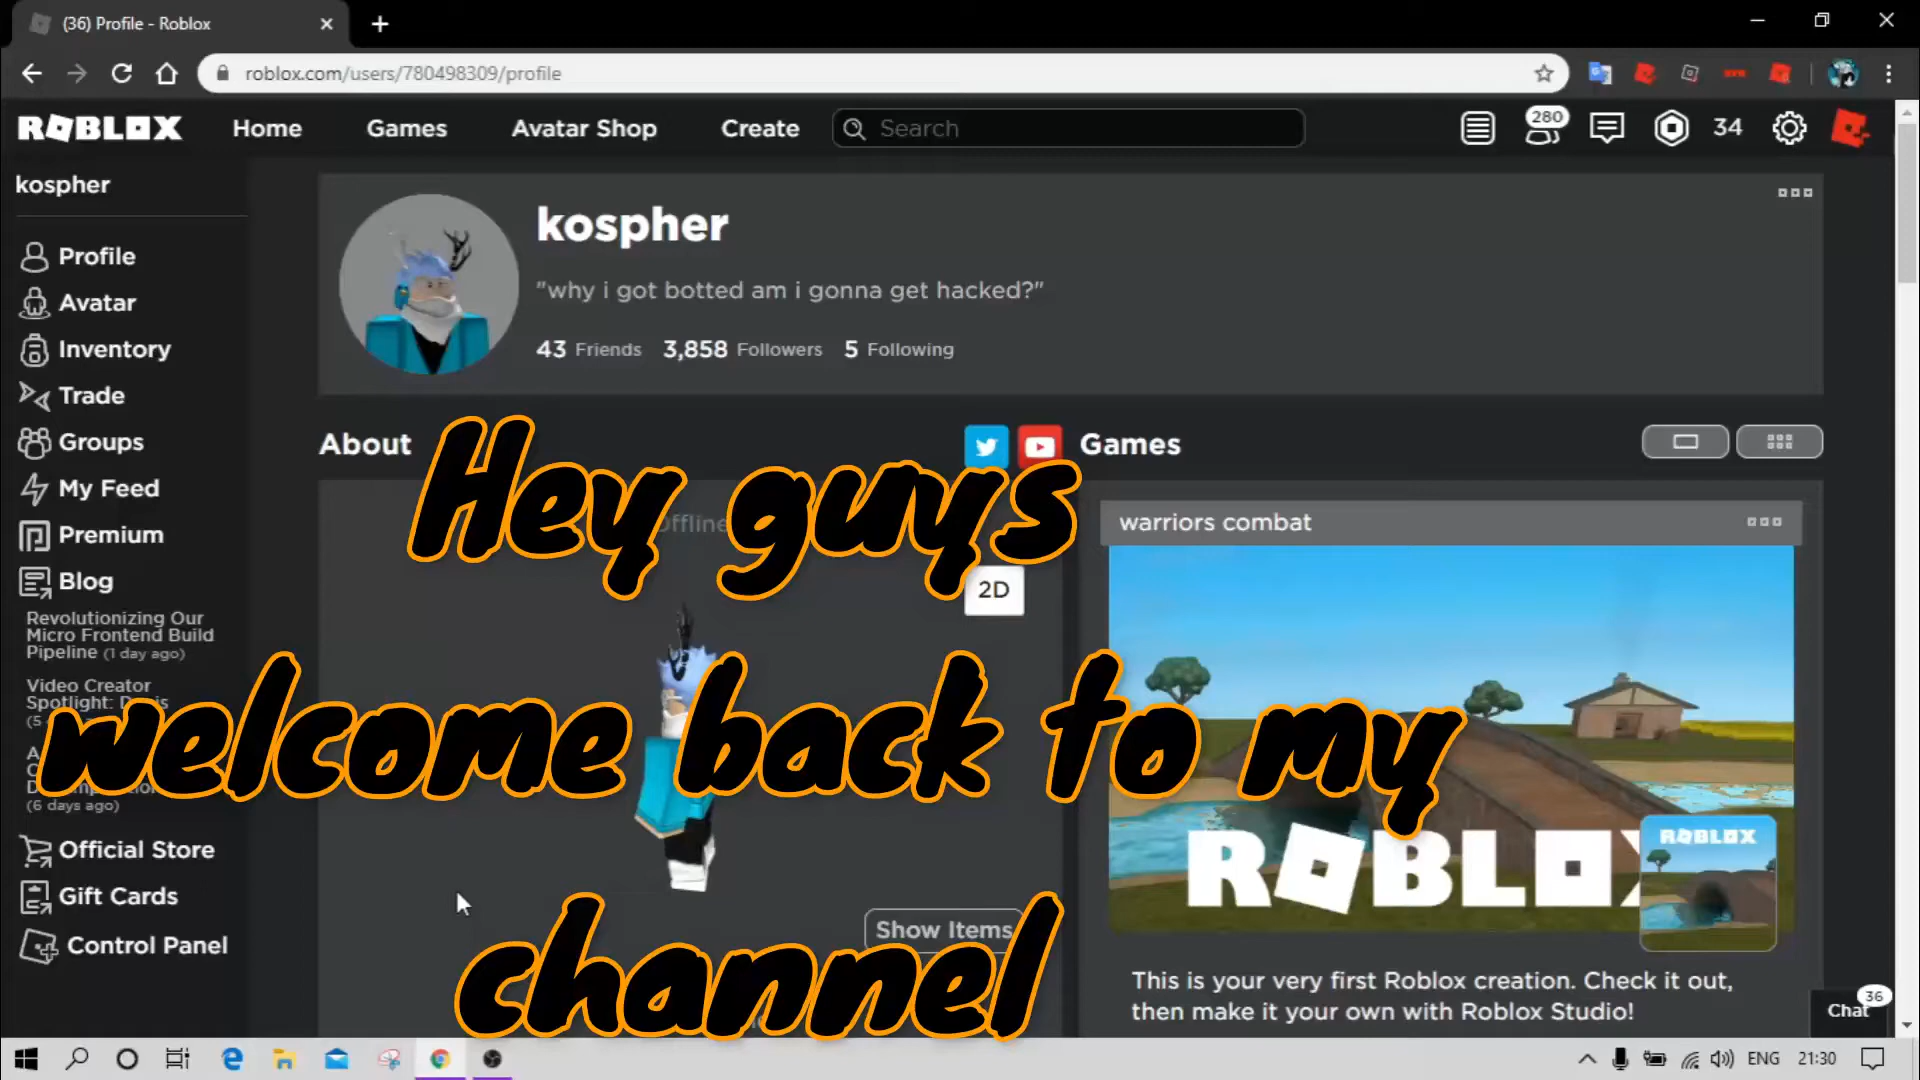 (36) Profile - Roblox
roblox.com/users/780498309/profile
ROBLOX Home Games Avatar Shop Create Search 280 34
kospher
Profile
Avatar
Inventory
Trade
Groups
My Feed
Premium
Blog
Revolutionizing Our
Micro Frontend Build
Pipeline (1 day ago)
Video Creator
Spotlight:
(6 days ago)
Official Store
Gift Cards
Control Panel
kospher
"why i got botted am i gonna get hacked?"
43 Friends 3,858 Followers 5 Following
About
Games
Offline
2D
Show Items
warriors combat
ROBLOX
ROBLOX
This is your very first Roblox creation. Check it out,
then make it your own with Roblox Studio!
Hey guys
welcome back to my
channel
Chat 36
ENG 21:30